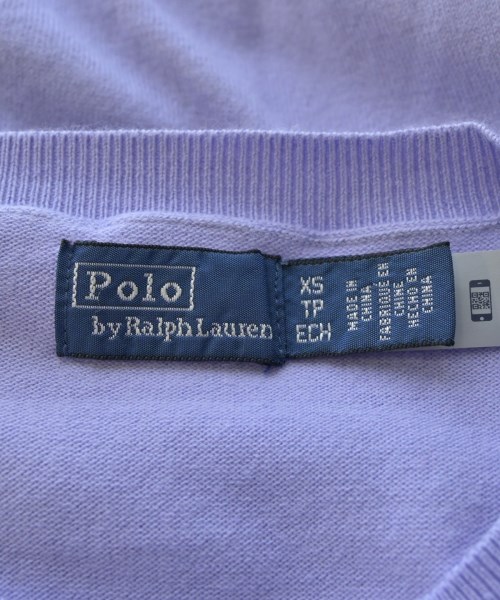 Polo
by Ralph Lauren
XS
TP
ECH
MADE IN
CHINA
FABRIQUE EN
CHINE
HECHO EN
CHINA